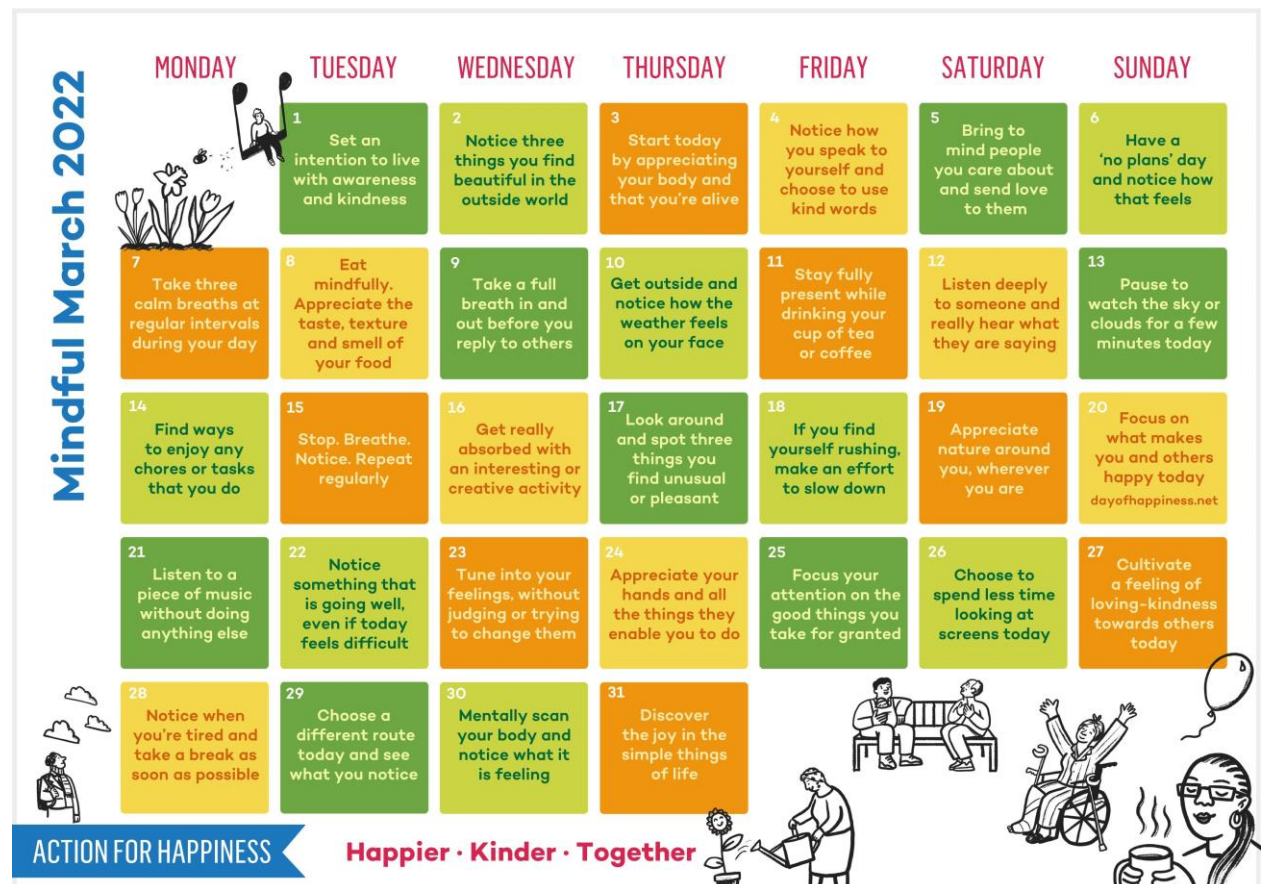 Mindful March 2022
MONDAY
TUESDAY
WEDNESDAY
THURSDAY
FRIDAY
SATURDAY
SUNDAY
1
Set an
intention to live
with awareness
and kindness
2
Notice three
things you find
beautiful in the
outside world
3
Start today
by appreciating
your body and
that you're alive
4
Notice how
you speak to
yourself and
choose to use
kind words
5
Bring to
mind people
you care about
and send love
to them
6
Have a
'no plans' day
and notice how
that feels
7
Take three
calm breaths at
regular intervals
during your day
8
Eat
mindfully.
Appreciate the
taste, texture
and smell of
your food
9
Take a full
breath in and
out before you
reply to others
10
Get outside and
notice how the
weather feels
on your face
11
Stay fully
present while
drinking your
cup of tea
or coffee
12
Listen deeply
to someone and
really hear what
they are saying
13
Pause to
watch the sky or
clouds for a few
minutes today
14
Find ways
to enjoy any
chores or tasks
that you do
15
Stop. Breathe.
Notice. Repeat
regularly
16
Get really
absorbed with
an interesting or
creative activity
17
Look around
and spot three
things you
find unusual
or pleasant
18
If you find
yourself rushing,
make an effort
to slow down
19
Appreciate
nature around
you, wherever
you are
20
Focus on
what makes
you and others
happy today
dayofhappiness.net
21
Listen to a
piece of music
without doing
anything else
22
Notice
something that
is going well,
even if today
feels difficult
23
Tune into your
feelings, without
judging or trying
to change them
24
Appreciate your
hands and all
the things they
enable you to do
25
Focus your
attention on the
good things you
take for granted
26
Choose to
spend less time
looking at
screens today
27
Cultivate
a feeling of
loving-kindness
towards others
today
28
Notice when
you're tired and
take a break as
soon as possible
29
Choose a
different route
today and see
what you notice
30
Mentally scan
your body and
notice what it
is feeling
31
Discover
the joy in the
simple things
of life
ACTION FOR HAPPINESS
Happier · Kinder · Together